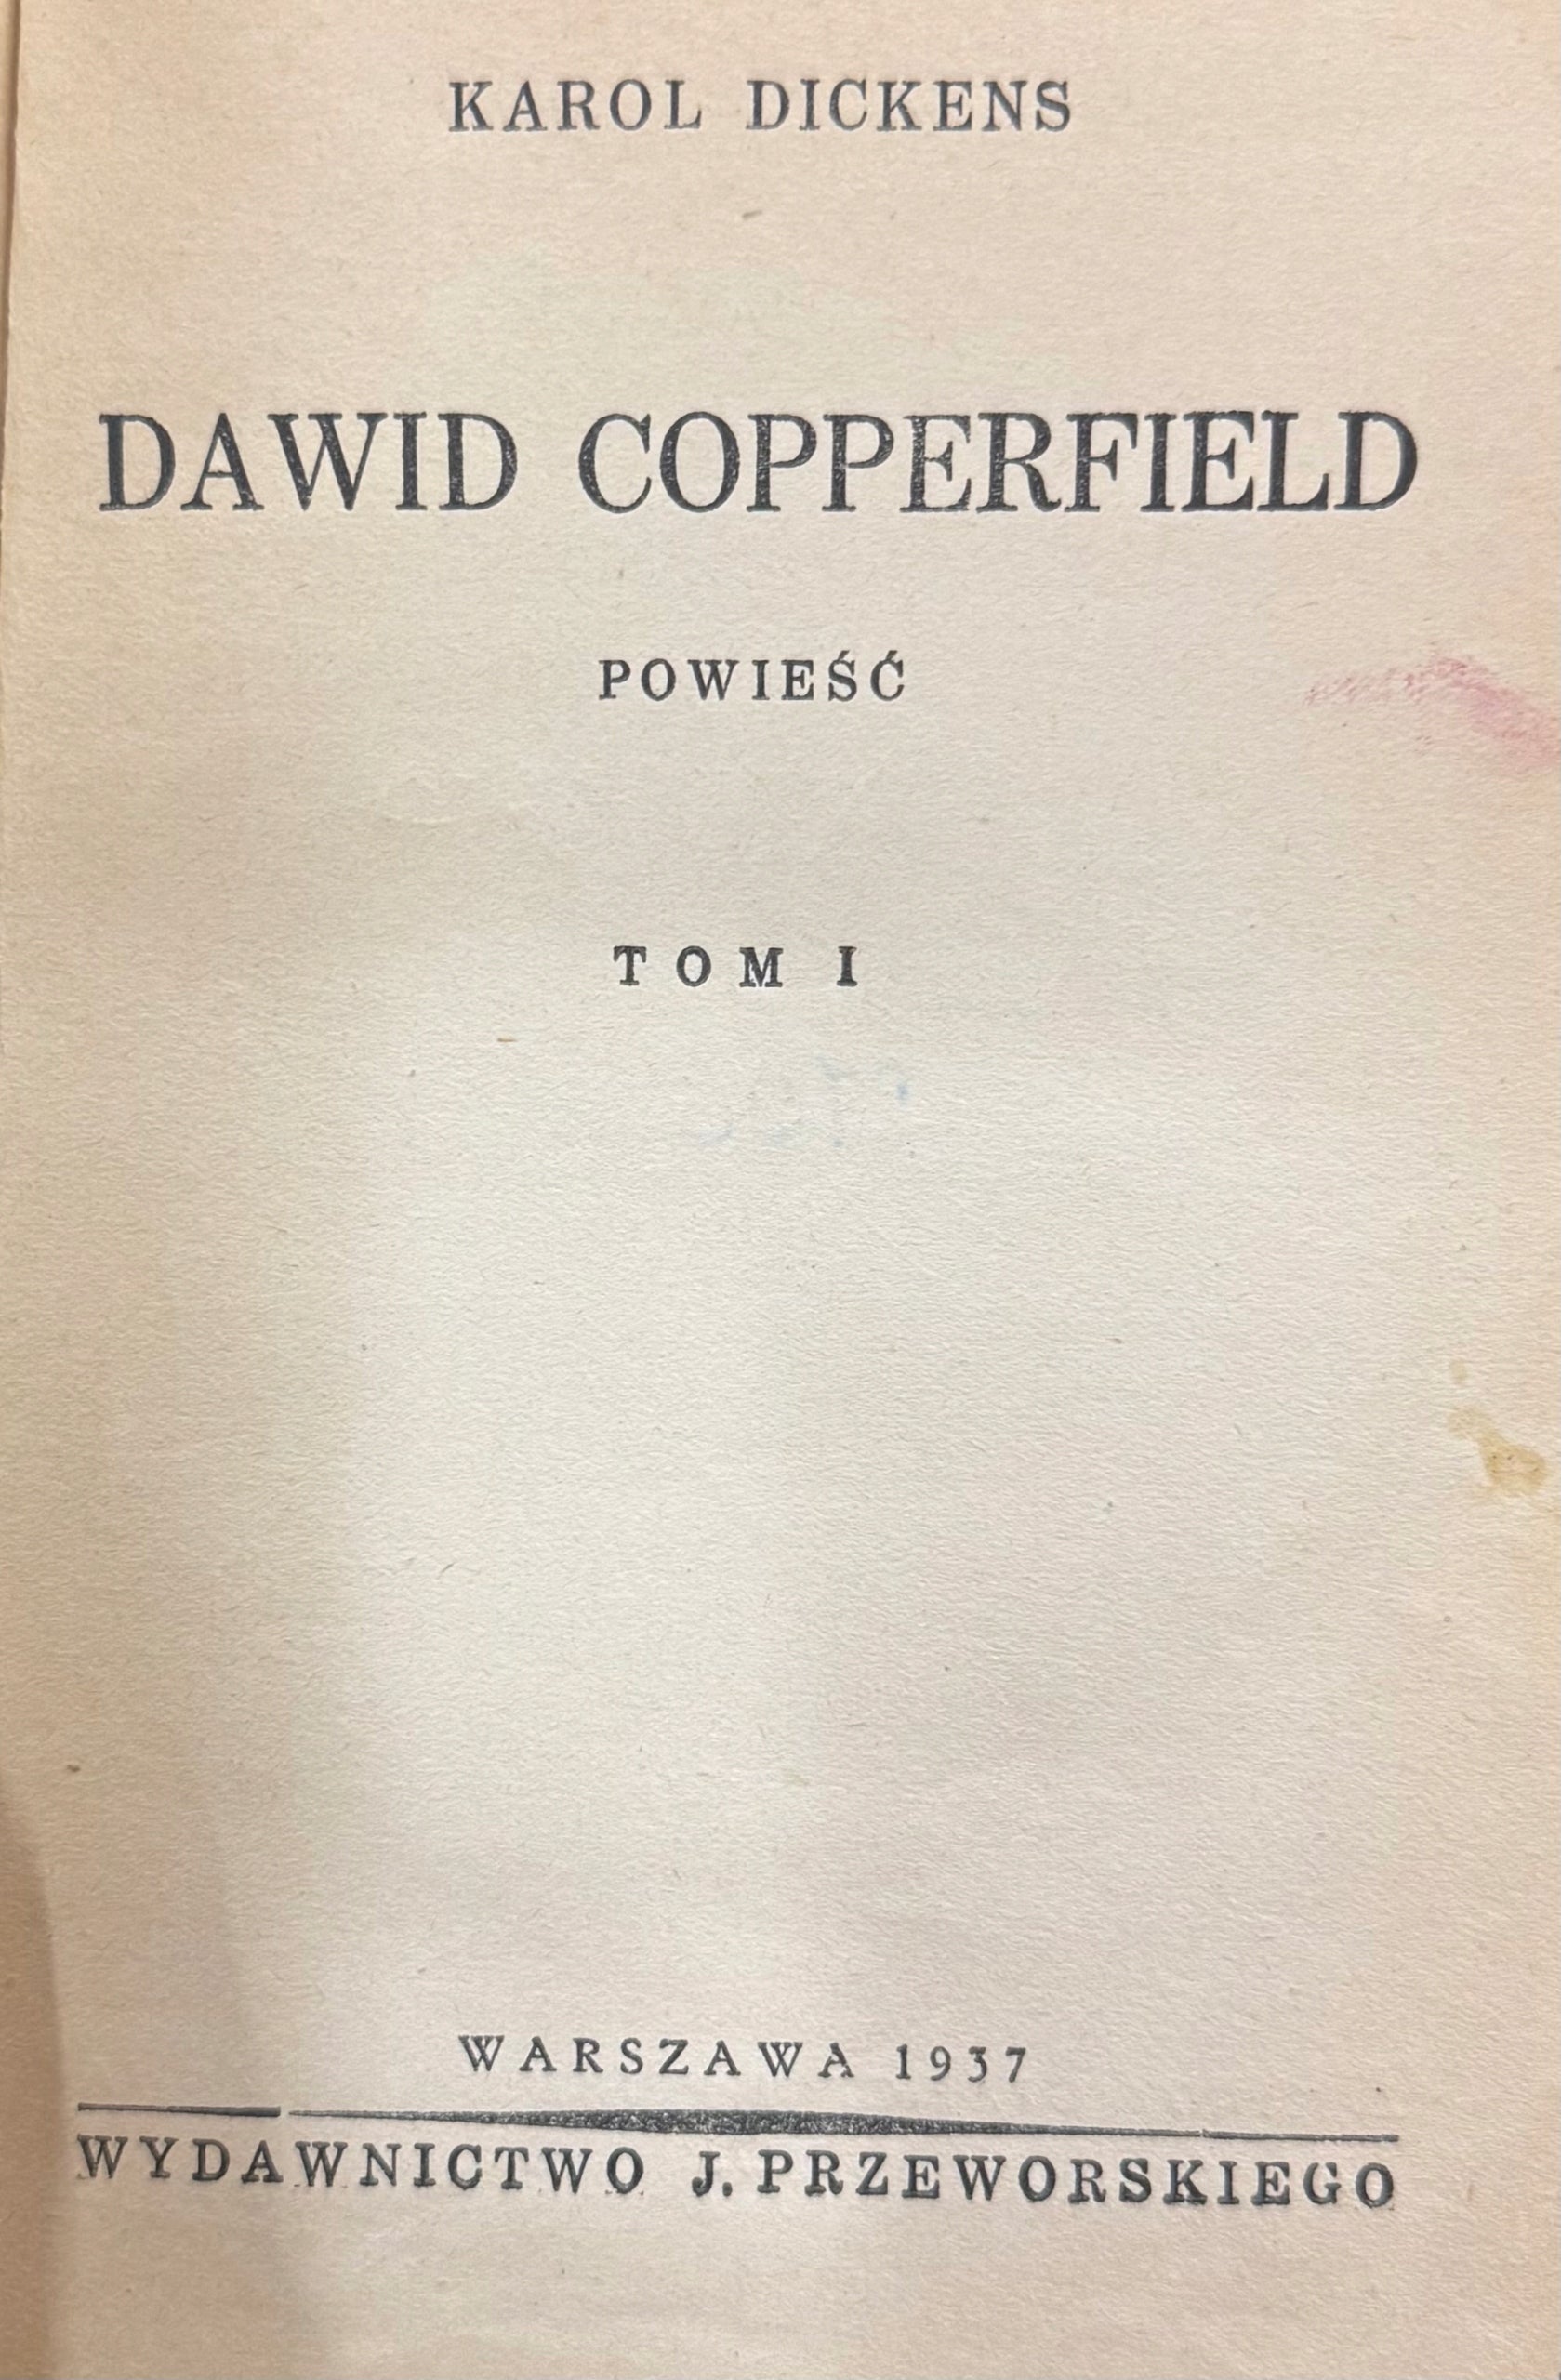 KAROL DICKENS
DAWID COPPERFIELD
POWIEŚĆ
TOM I
WARSZAWA 1937
WYDAWNICTWO J. PRZEWORSKIEGO